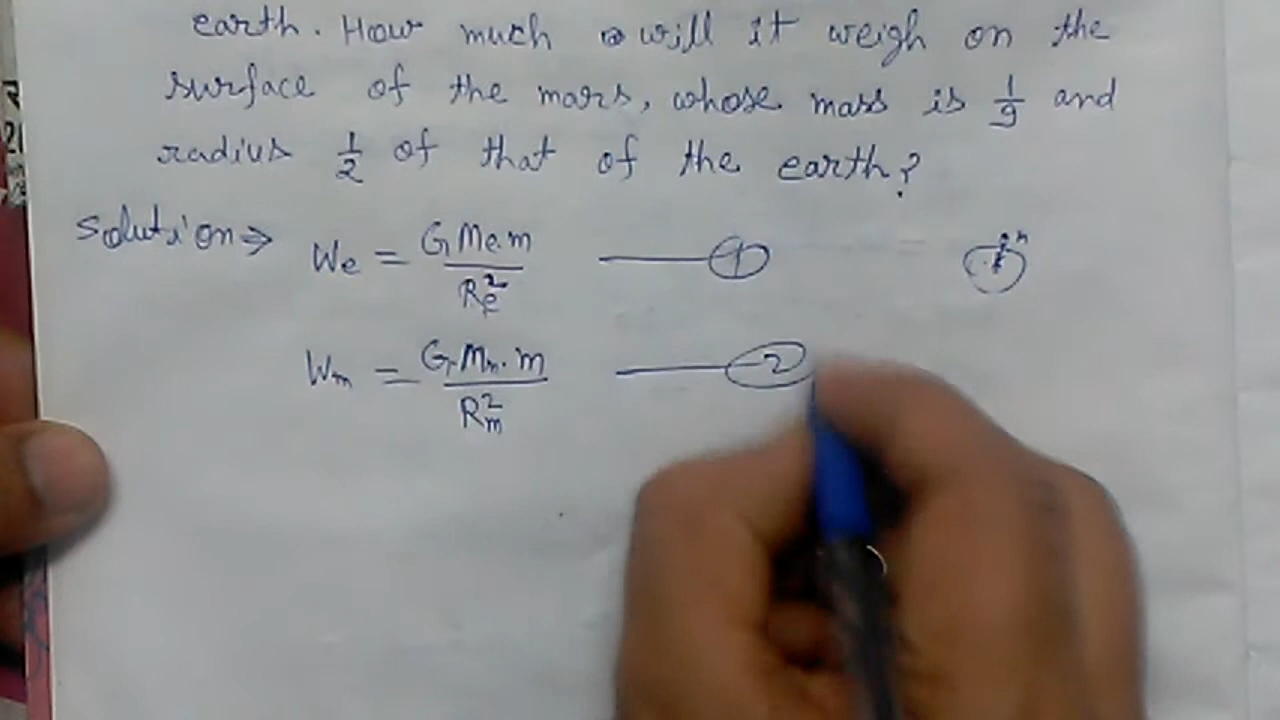 earth. How much will it weigh on the
surface of the mars, whose mass is 1/9 and
radius 1/2 of that of the earth?
Solution ⇒ We = G Me.m / Re² —— 1
Wm = G Mm.m / Rm² —— 2